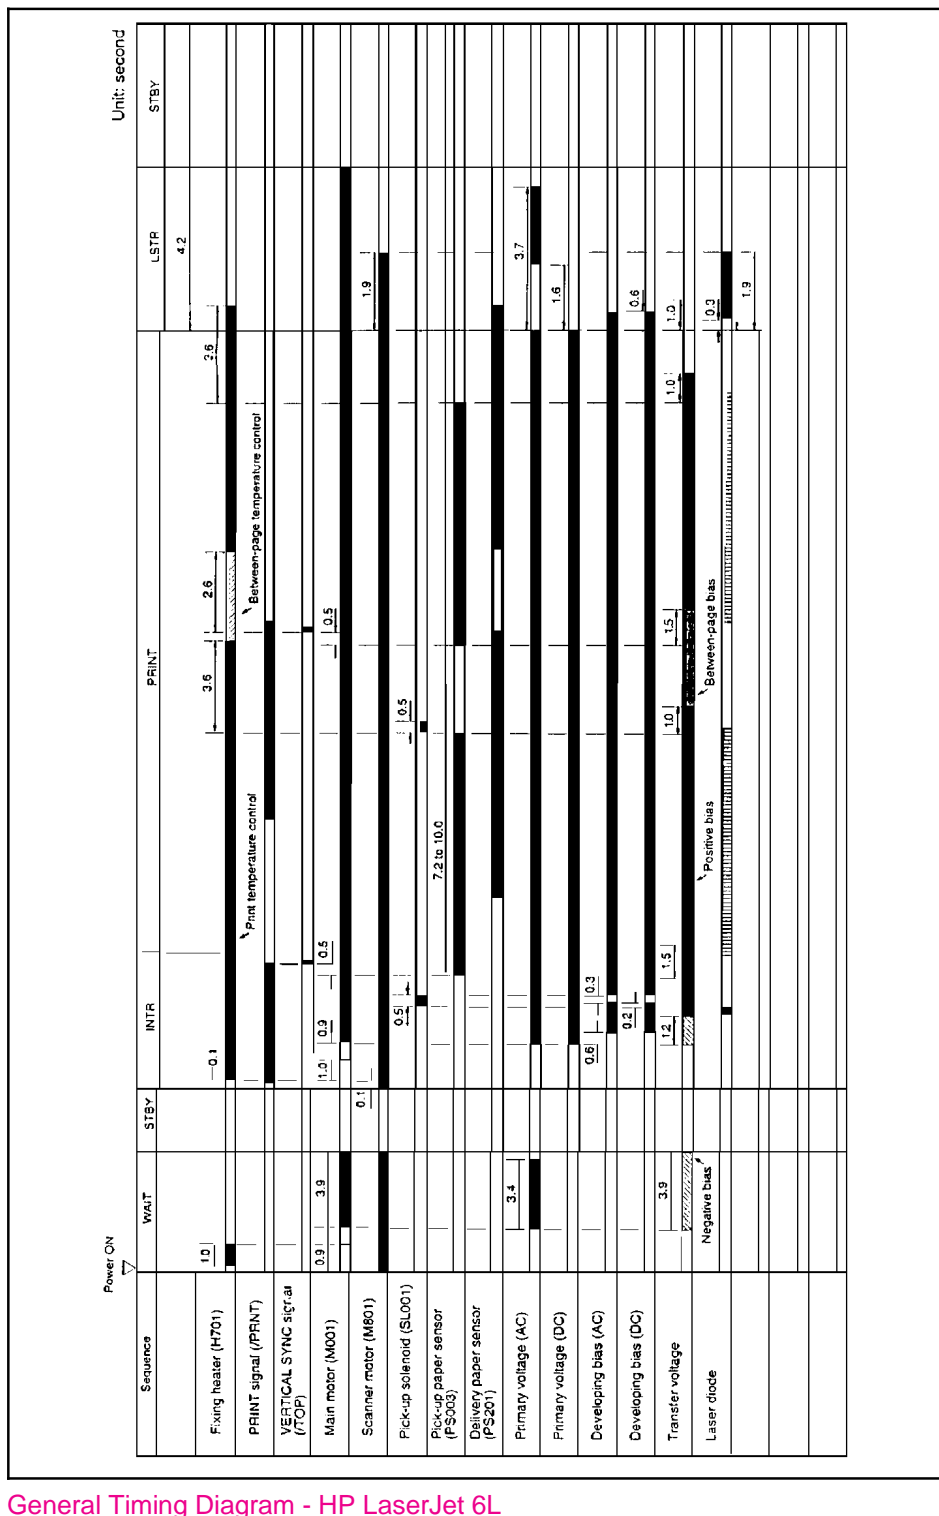 Unit: second
Power ON
Sequence
WAIT
STBY
INTR
PRINT
LSTR
STBY
4.2
Fixing heater (H701)
1.0
0.1
3.6
2.6
3.6
Print temperature control
Between-page temperature control
PRINT signal (/PRNT)
VERTICAL SYNC signal
(/TOP)
Main motor (M001)
0.9
3.9
1.0
0.9
0.5
0.5
Scanner motor (M801)
0.1
1.9
Pick-up solenoid (SL001)
0.5
0.5
Pick-up paper sensor
(PS003)
7.2 to 10.0
Delivery paper sensor
(PS201)
Primary voltage (AC)
3.4
3.7
Primary voltage (DC)
1.6
Developing bias (AC)
0.6
0.3
Developing bias (DC)
0.2
0.6
Transfer voltage
3.9
1.2
1.5
1.0
1.5
1.0
1.0
Negative bias
Positive bias
Between-page bias
Laser diode
0.3
1.9
General Timing Diagram - HP LaserJet 6L